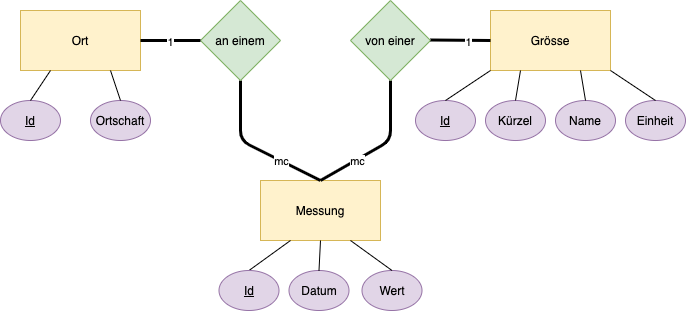 Ort
1
an einem
von einer
1
Grösse
Id
Ortschaft
Id
Kürzel
Name
Einheit
mc
mc
Messung
Id
Datum
Wert